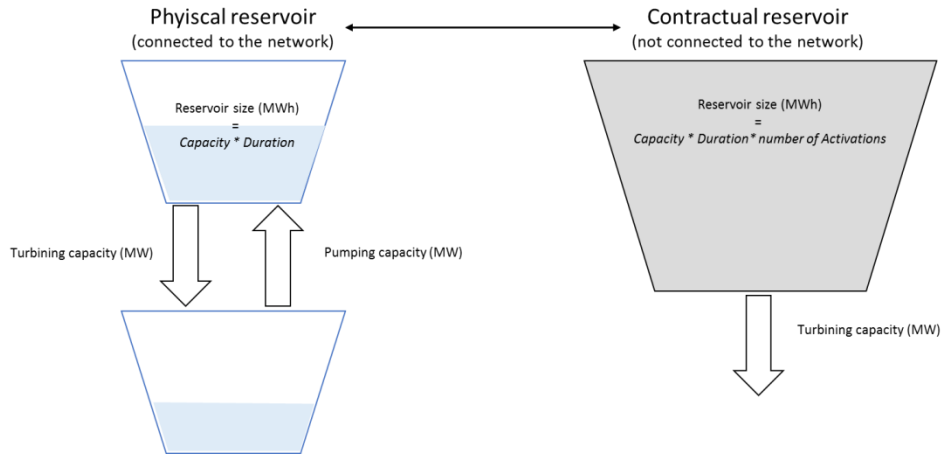 Phyiscal reservoir
(connected to the network)
Contractual reservoir
(not connected to the network)
Reservoir size (MWh)
=
Capacity * Duration
Reservoir size (MWh)
=
Capacity * Duration* number of Activations
Turbining capacity (MW)
Pumping capacity (MW)
Turbining capacity (MW)